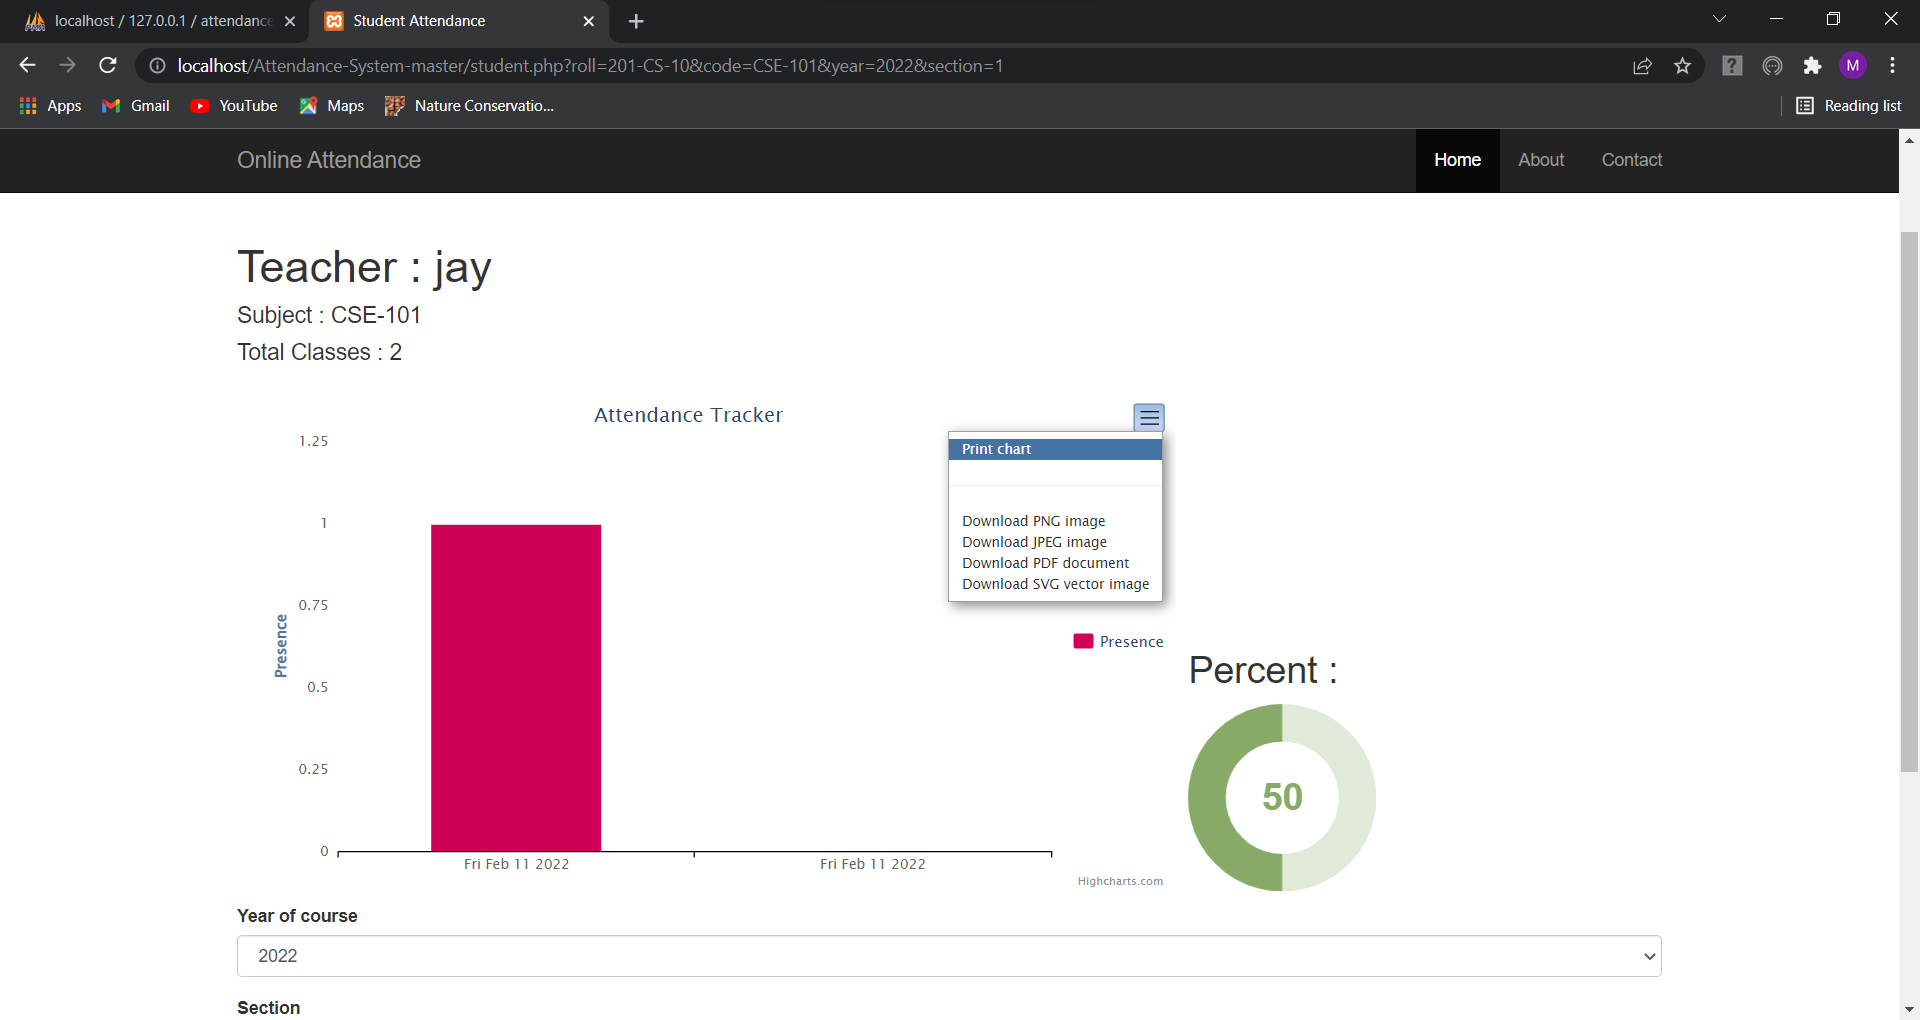 localhost / 127.0.0.1 / attendance
Student Attendance
localhost/Attendance-System-master/student.php?roll=201-CS-10&code=CSE-101&year=2022&section=1
M
Apps
Gmail
YouTube
Maps
Nature Conservatio...
Reading list
Online Attendance
Home
About
Contact
Teacher : jay
Subject : CSE-101
Total Classes : 2
Attendance Tracker
Print chart
Download PNG image
Download JPEG image
Download PDF document
Download SVG vector image
1.25
1
0.75
0.5
0.25
0
Presence
Fri Feb 11 2022
Fri Feb 11 2022
Presence
Highcharts.com
Percent :
50
Year of course
2022
Section